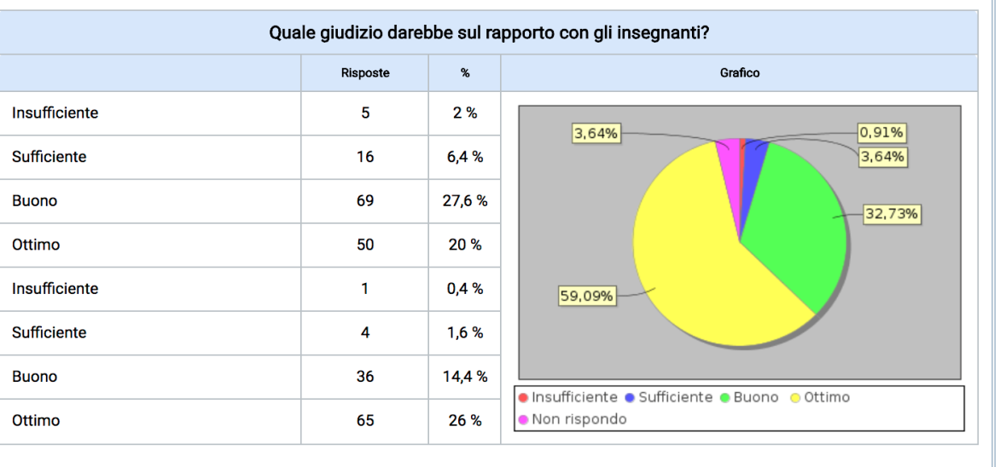 Quale giudizio darebbe sul rapporto con gli insegnanti?
Risposte % Grafico
Insufficiente 5 2 %
Sufficiente 16 6,4 %
Buono 69 27,6 %
Ottimo 50 20 %
Insufficiente 1 0,4 %
Sufficiente 4 1,6 %
Buono 36 14,4 %
Ottimo 65 26 %
3,64%
0,91%
3,64%
32,73%
59,09%
Insufficiente Sufficiente Buono Ottimo
Non rispondo